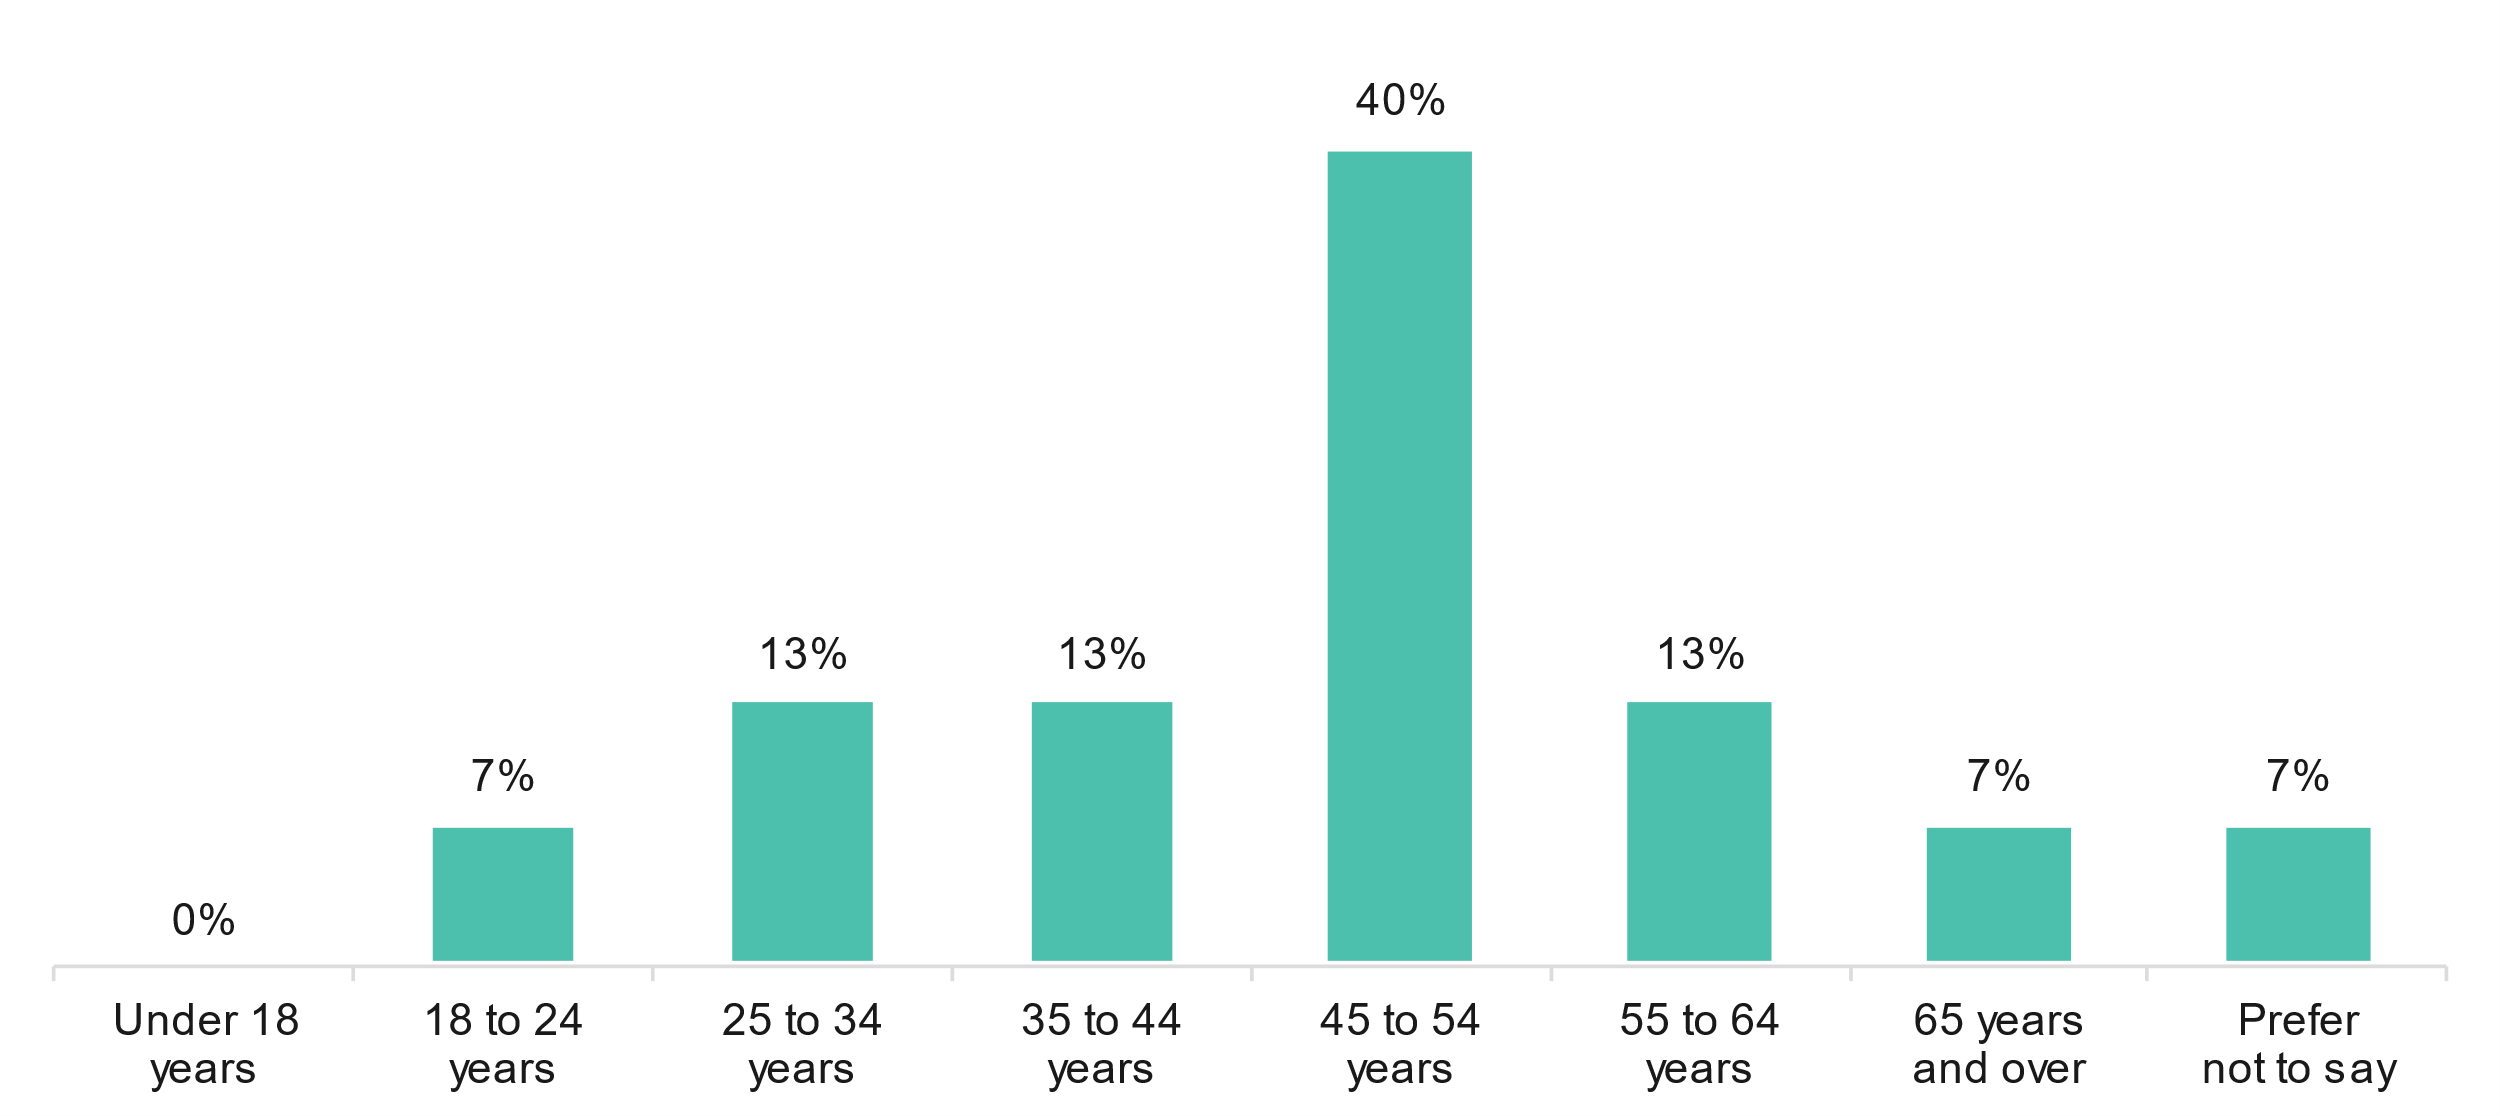 40%
13%
13%
13%
7%
7%
7%
0%
Under 18
years
18 to 24
years
25 to 34
years
35 to 44
years
45 to 54
years
55 to 64
years
65 years
and over
Prefer
not to say